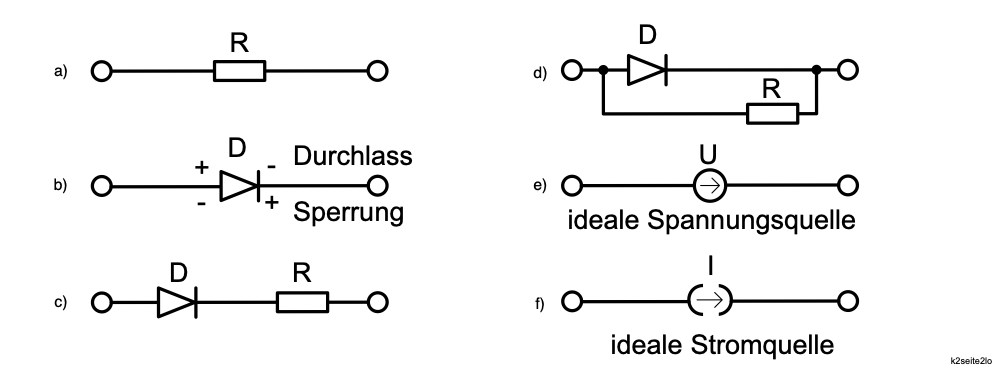 a)
R
b)
D
+ - Durchlass
- + Sperrung
c)
D R
d)
D
R
e)
U
ideale Spannungsquelle
f)
I
ideale Stromquelle
k2seite2lo